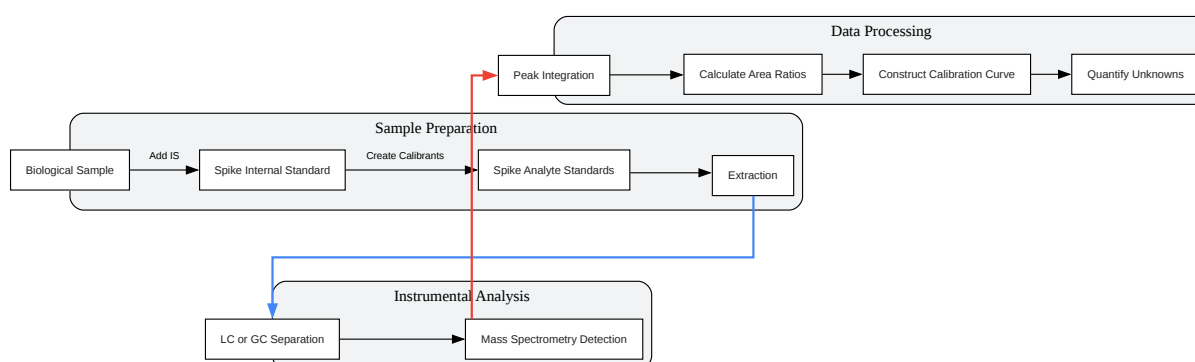 Data Processing
Peak Integration
Calculate Area Ratios
Construct Calibration Curve
Quantify Unknowns
Sample Preparation
Biological Sample
Add IS
Spike Internal Standard
Create Calibrants
Spike Analyte Standards
Extraction
Instrumental Analysis
LC or GC Separation
Mass Spectrometry Detection